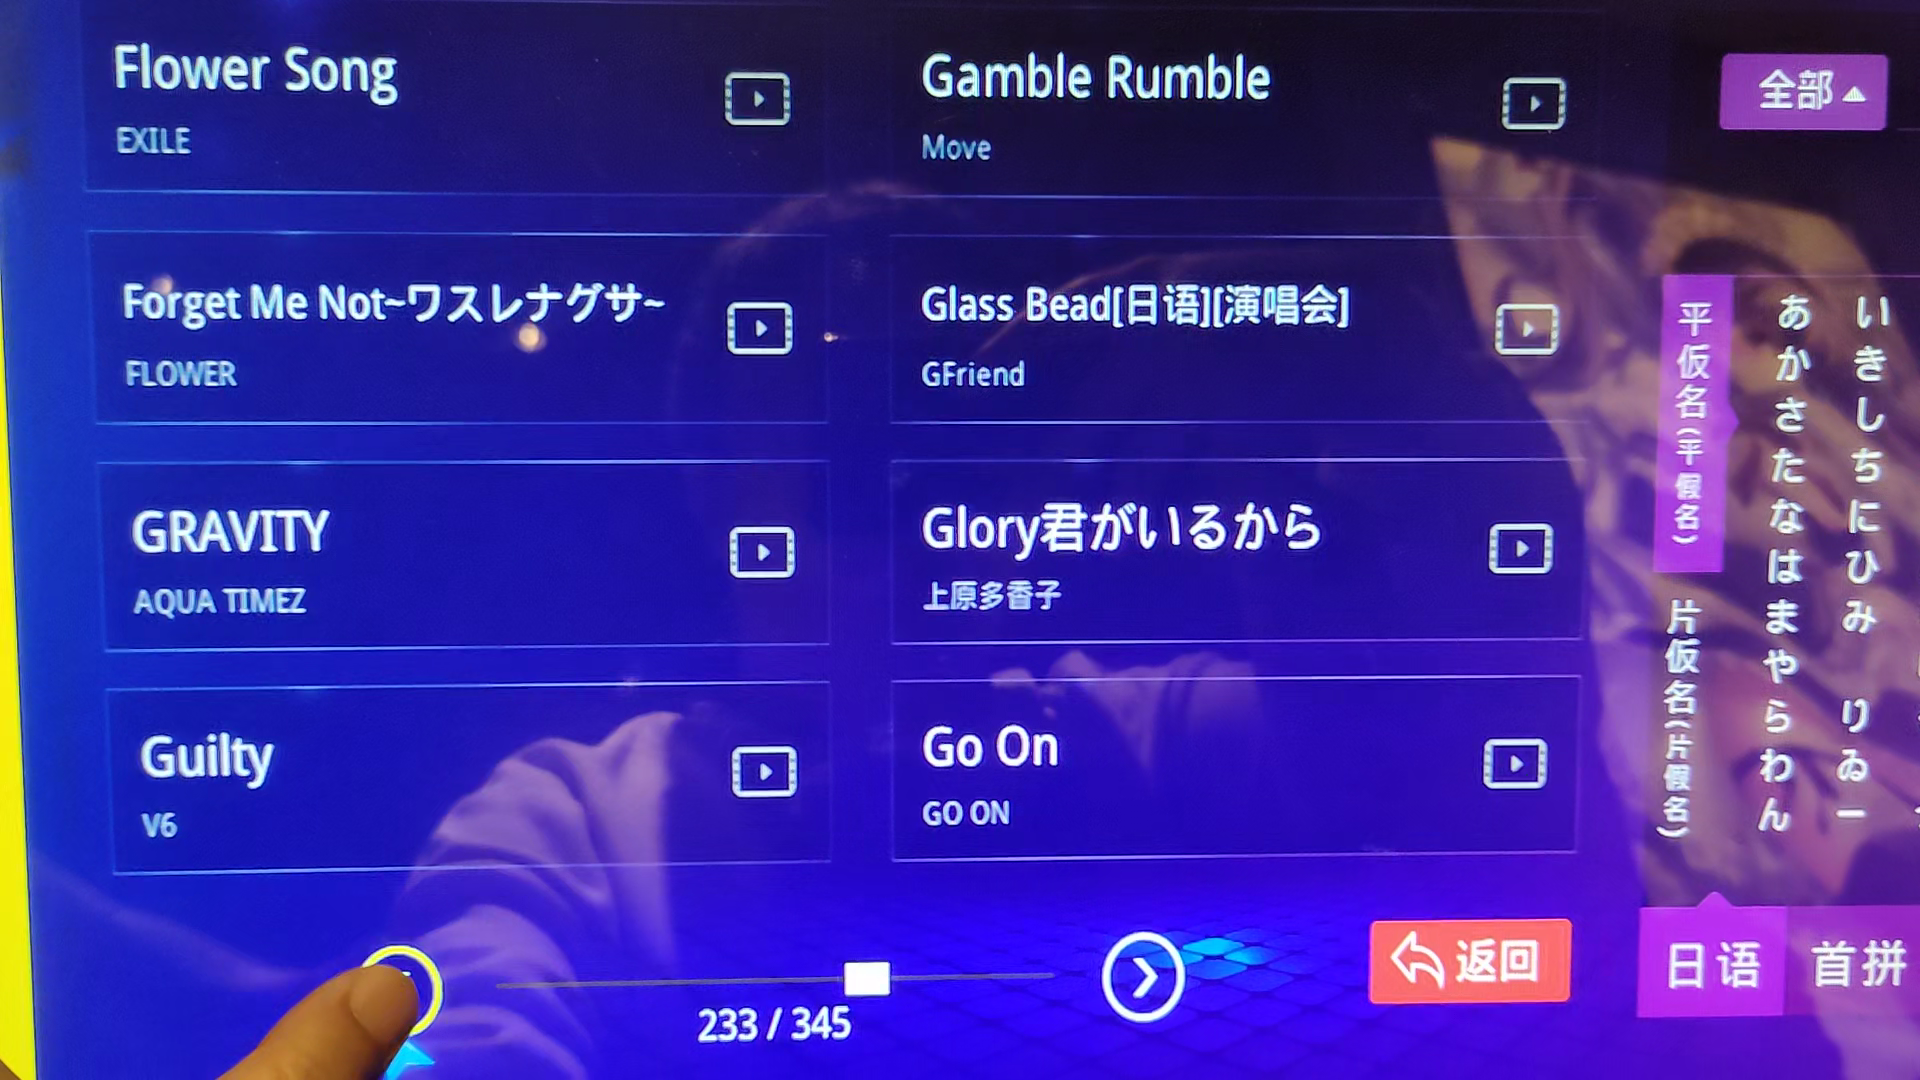 Flower Song
EXILE
Gamble Rumble
Move
Forget Me Not~ワスレナグサ~
FLOWER
Glass Bead[日语][演唱会]
GFriend
GRAVITY
AQUA TIMEZ
Glory君がいるから
上原多香子
Guilty
V6
Go On
GO ON
233 / 345
返回
全部
平仮名(平假名)
片仮名(片假名)
あかさたなはまやらわん
いきしちにひみ りゐー
日语
首拼